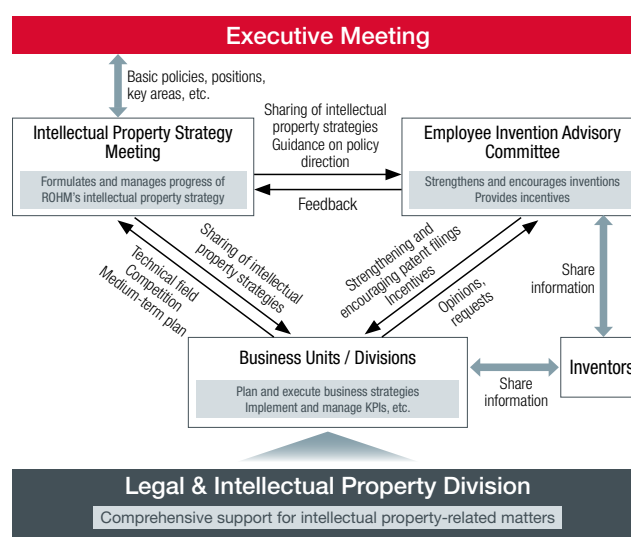 Executive Meeting
Basic policies, positions,
key areas, etc.
Intellectual Property Strategy
Meeting
Formulates and manages progress of
ROHM's intellectual property strategy
Sharing of intellectual
property strategies
Guidance on policy
direction
Feedback
Employee Invention Advisory
Committee
Strengthens and encourages inventions
Provides incentives
Sharing of intellectual
property strategies
Technical field
Competition
Medium-term plan
Strengthening and
encouraging patent filings
Incentives
Opinions,
requests
Share
information
Business Units / Divisions
Plan and execute business strategies
Implement and manage KPIs, etc.
Share
information
Inventors
Legal & Intellectual Property Division
Comprehensive support for intellectual property-related matters